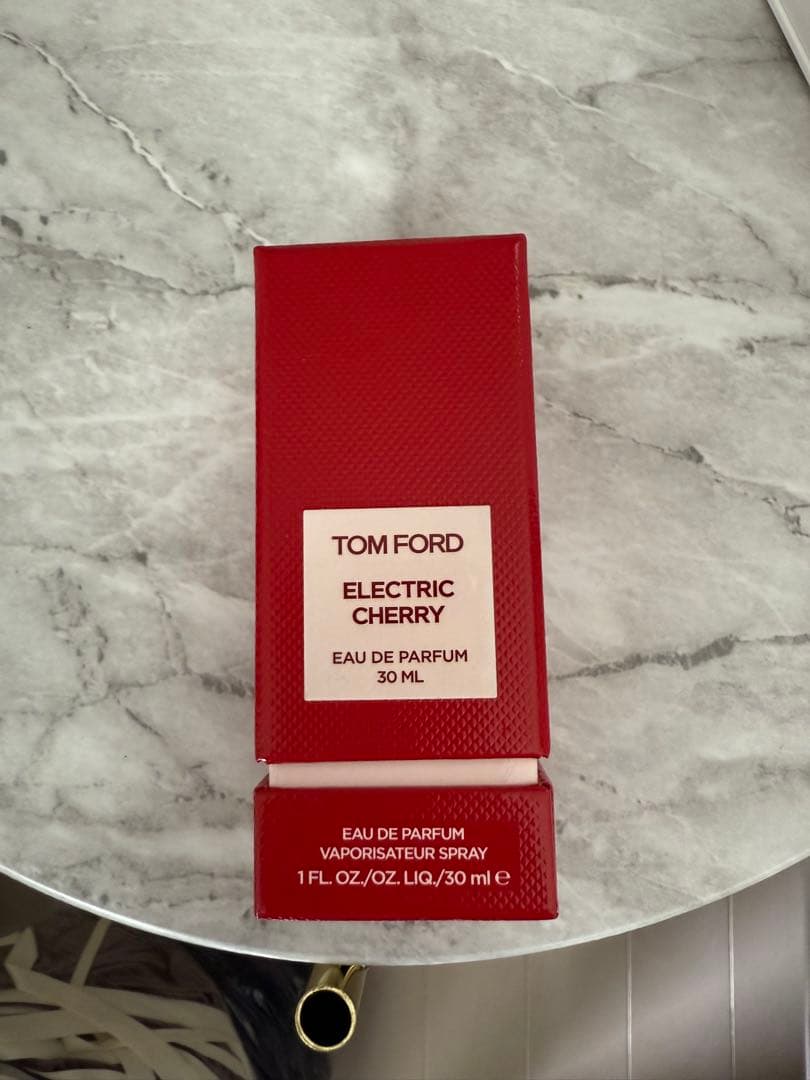 TOM FORD
ELECTRIC
CHERRY
EAU DE PARFUM
30 ML
EAU DE PARFUM
VAPORISATEUR SPRAY
1 FL. OZ./OZ. LIQ./30 ml ℮